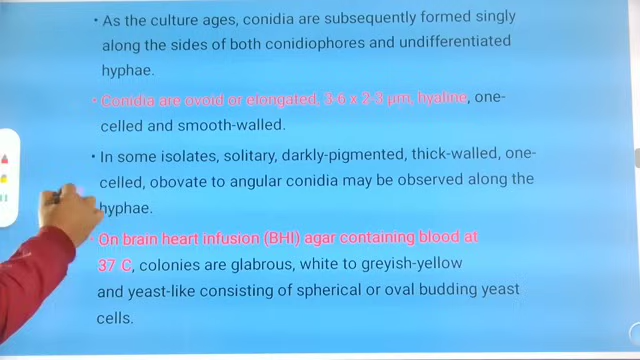 • As the culture ages, conidia are subsequently formed singly
along the sides of both conidiophores and undifferentiated
hyphae.
• Conidia are ovoid or elongated, 3-6 x 2-3 µm, hyaline, one-
celled and smooth-walled.
• In some isolates, solitary, darkly-pigmented, thick-walled, one-
celled, obovate to angular conidia may be observed along the
hyphae.
• On brain heart infusion (BHI) agar containing blood at
37 C, colonies are glabrous, white to greyish-yellow
and yeast-like consisting of spherical or oval budding yeast
cells.